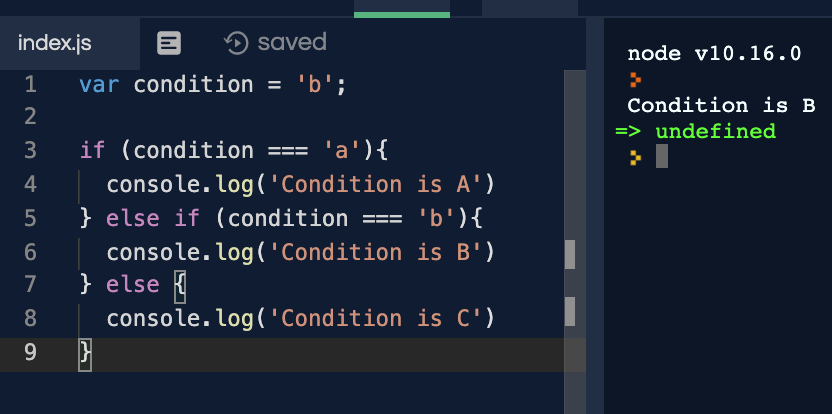 index.js saved
1 var condition = 'b';
2
3 if (condition === 'a'){
4 console.log('Condition is A')
5 } else if (condition === 'b'){
6 console.log('Condition is B')
7 } else {
8 console.log('Condition is C')
9 }
node v10.16.0
Condition is B
=> undefined